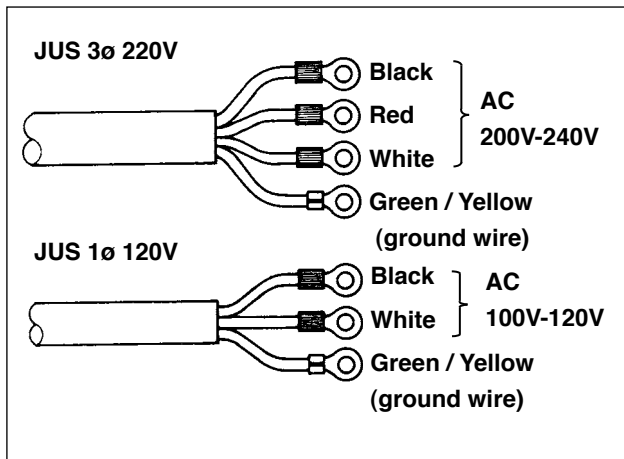 JUS 3ø 220V
Black
Red
White
AC
200V-240V
Green / Yellow
(ground wire)
JUS 1ø 120V
Black
White
AC
100V-120V
Green / Yellow
(ground wire)